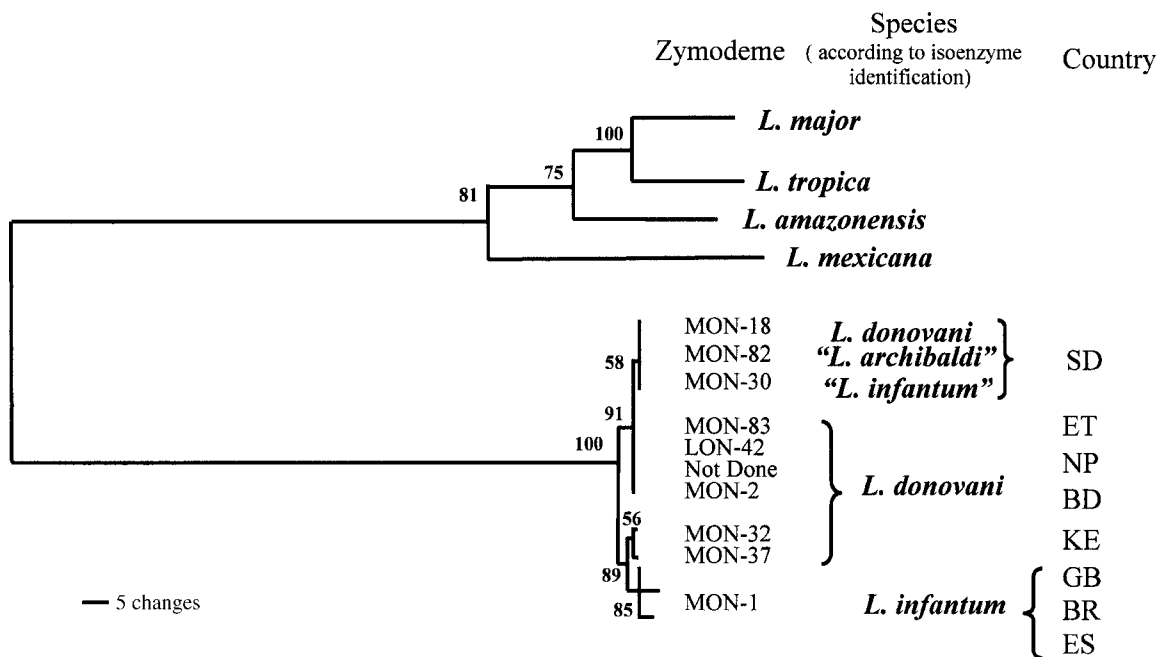 Species
Zymodeme ( according to isoenzyme identification) Country
100 L. major
75 L. tropica
81 L. amazonensis
L. mexicana
MON-18 L. donovani
58 MON-82 “L. archibaldi” SD
MON-30 “L. infantum”
91 MON-83 ET
100 LON-42
Not Done L. donovani NP
MON-2 BD
56 MON-32 KE
MON-37
89 GB
85 MON-1 L. infantum BR
5 changes
ES